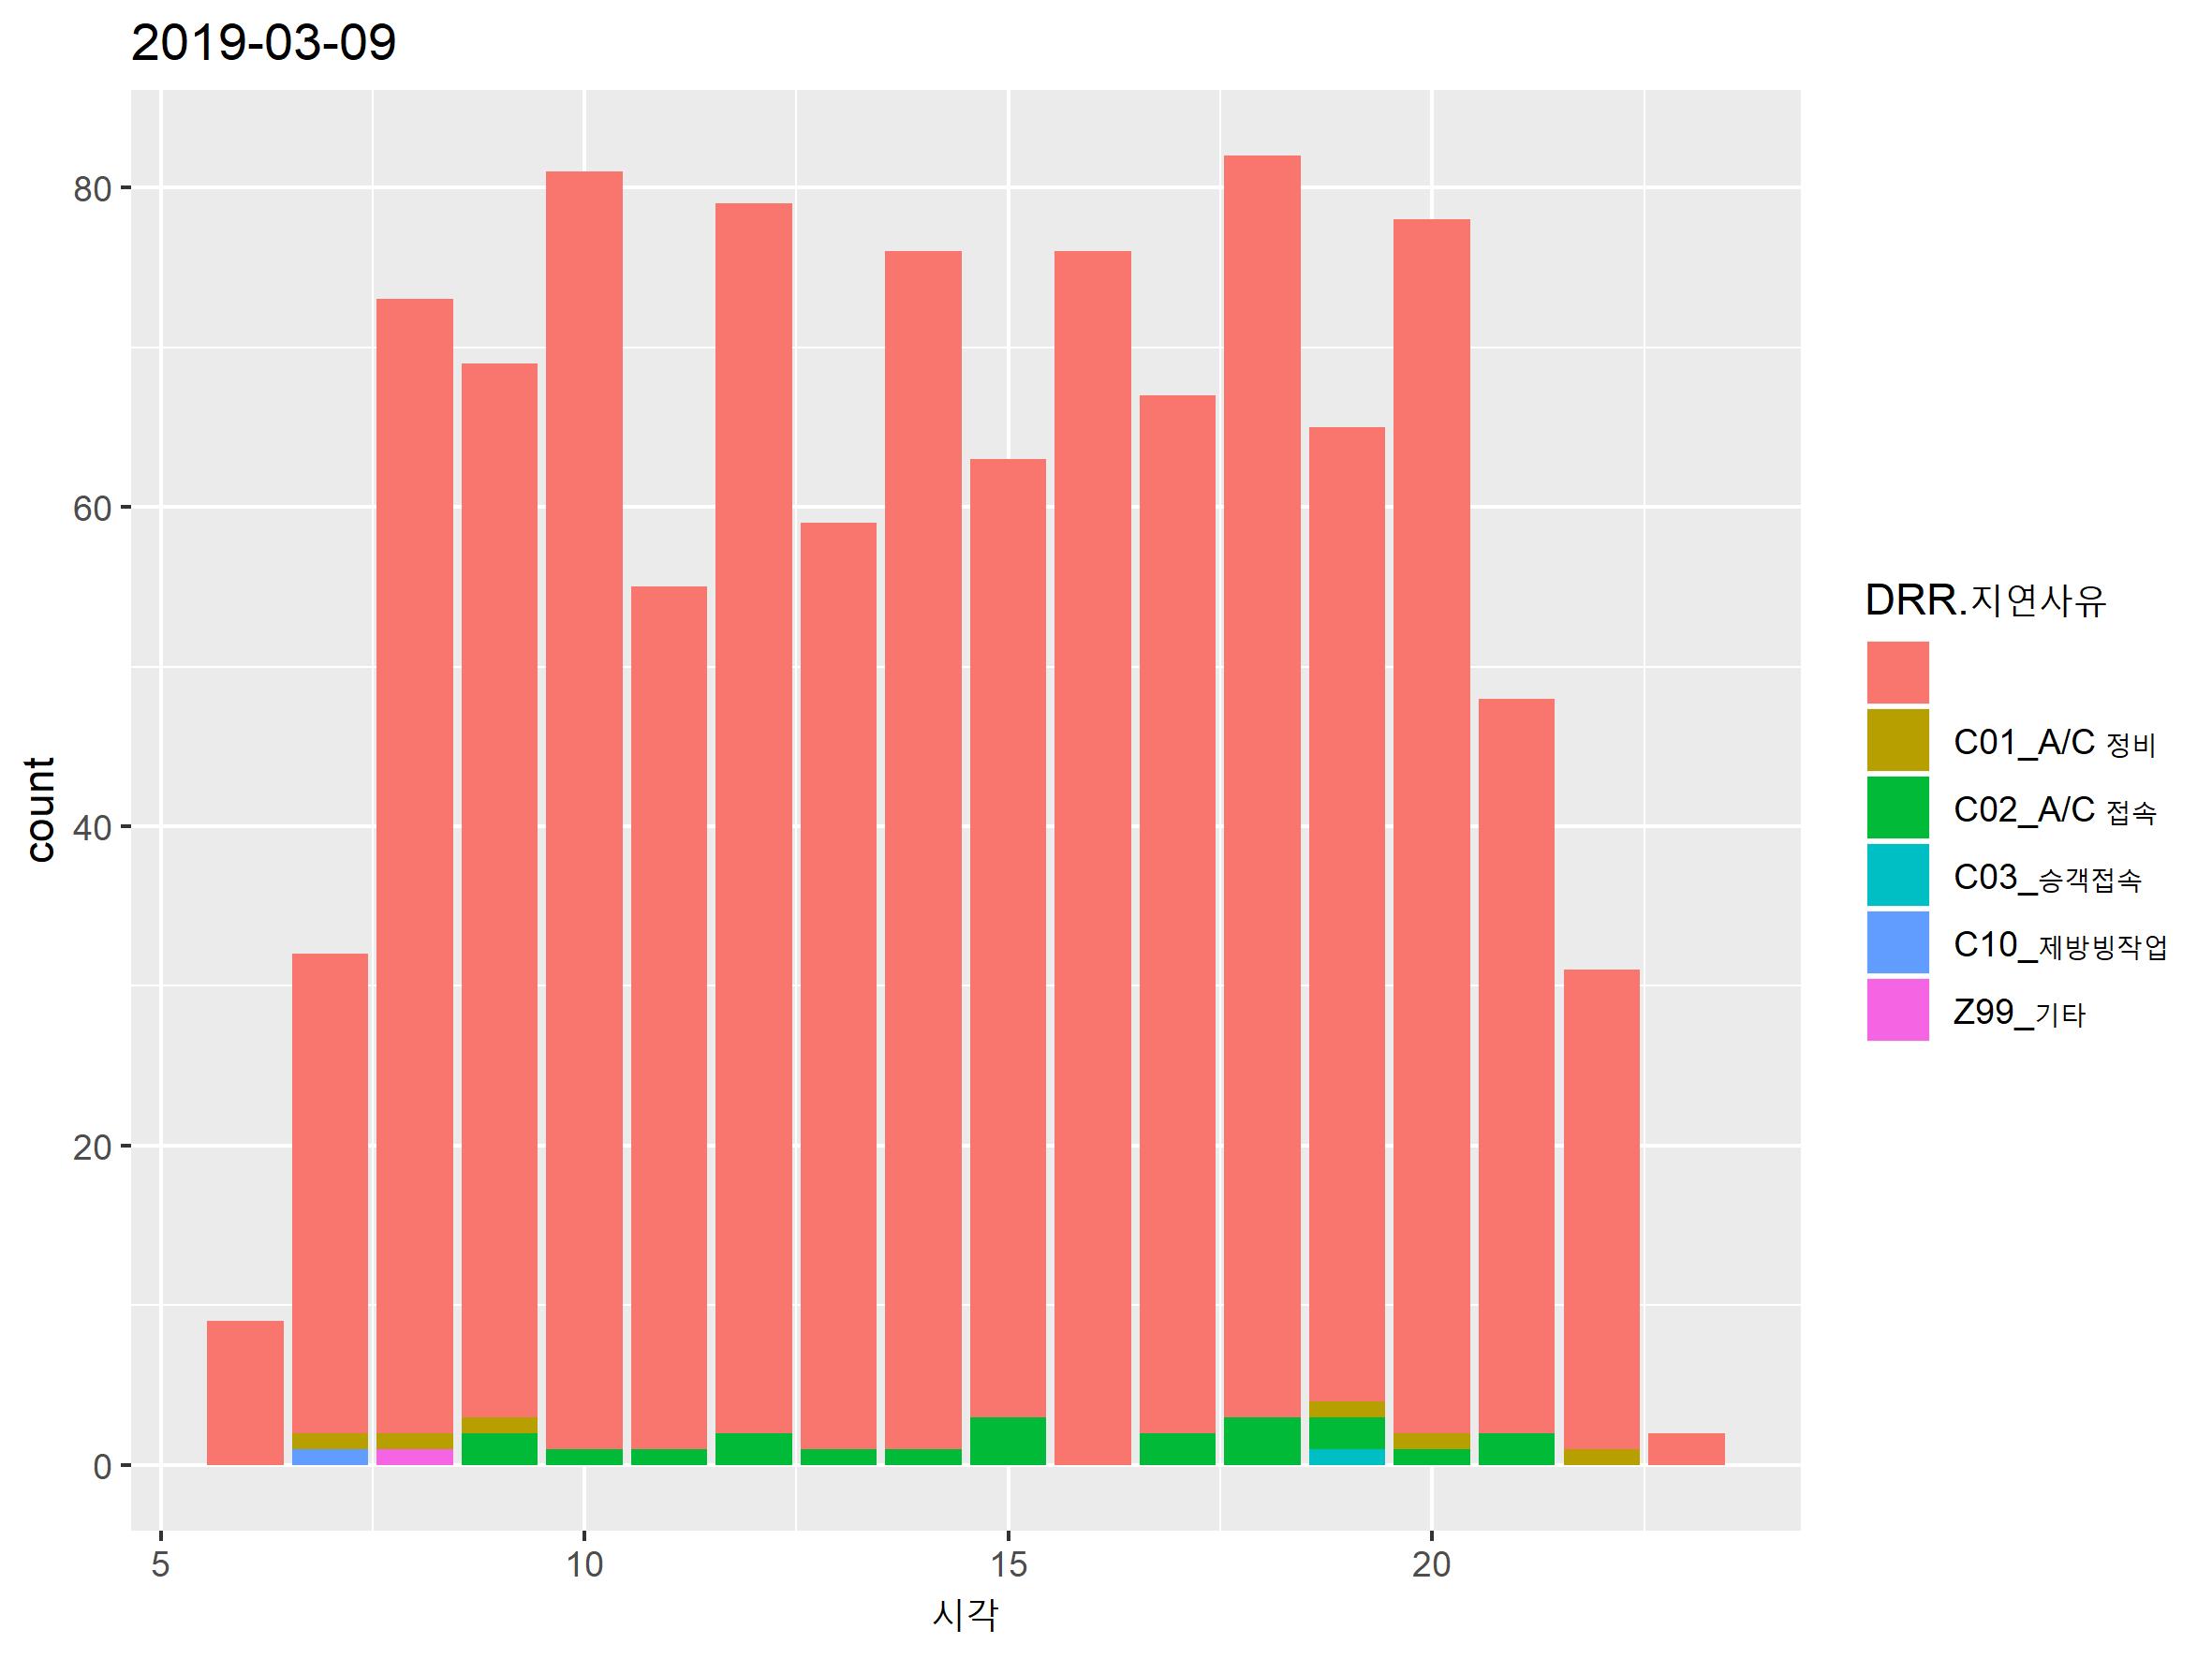 2019-03-09
80
60
40
20
0
count
5 10 15 20
시각
DRR.지연사유
C01_A/C 정비
C02_A/C 접속
C03_승객접속
C10_제방빙작업
Z99_기타